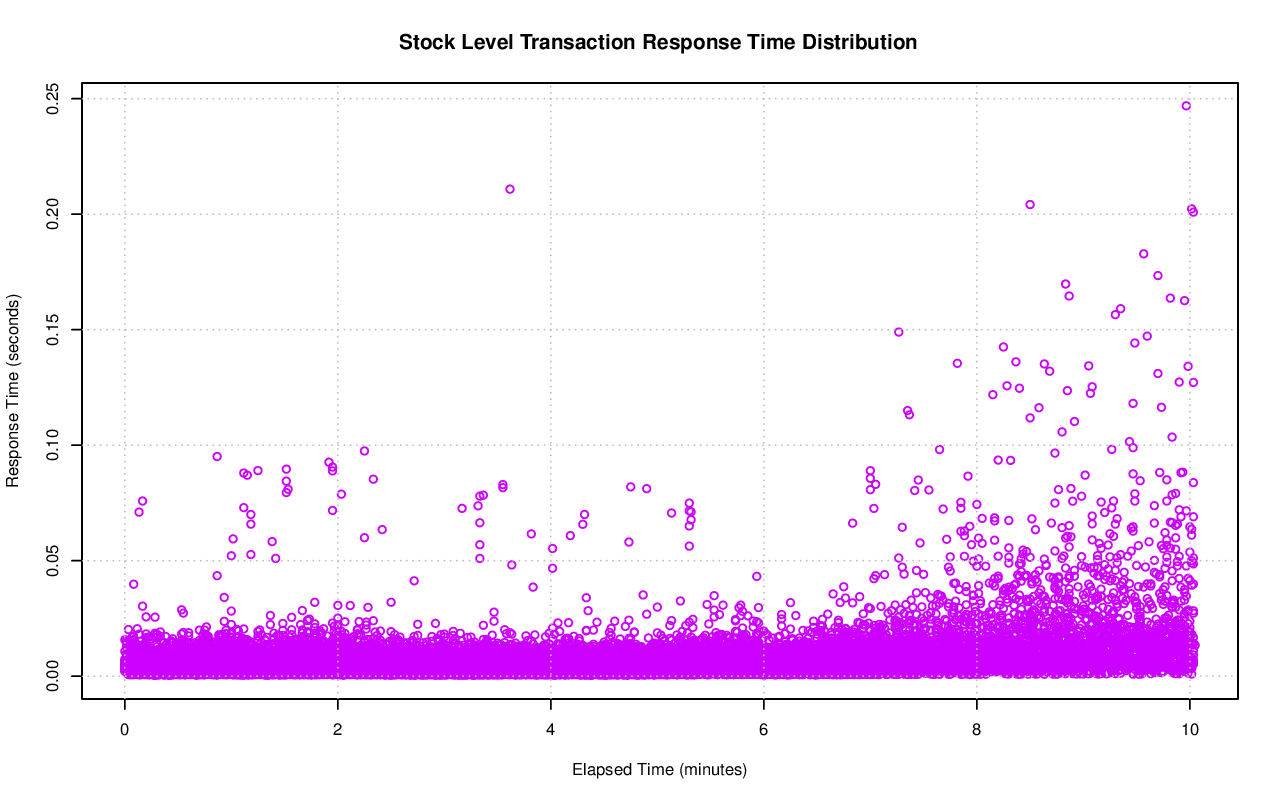 Stock Level Transaction Response Time Distribution
Response Time (seconds)
0.25
0.20
0.15
0.10
0.05
0.00
0 2 4 6 8 10
Elapsed Time (minutes)